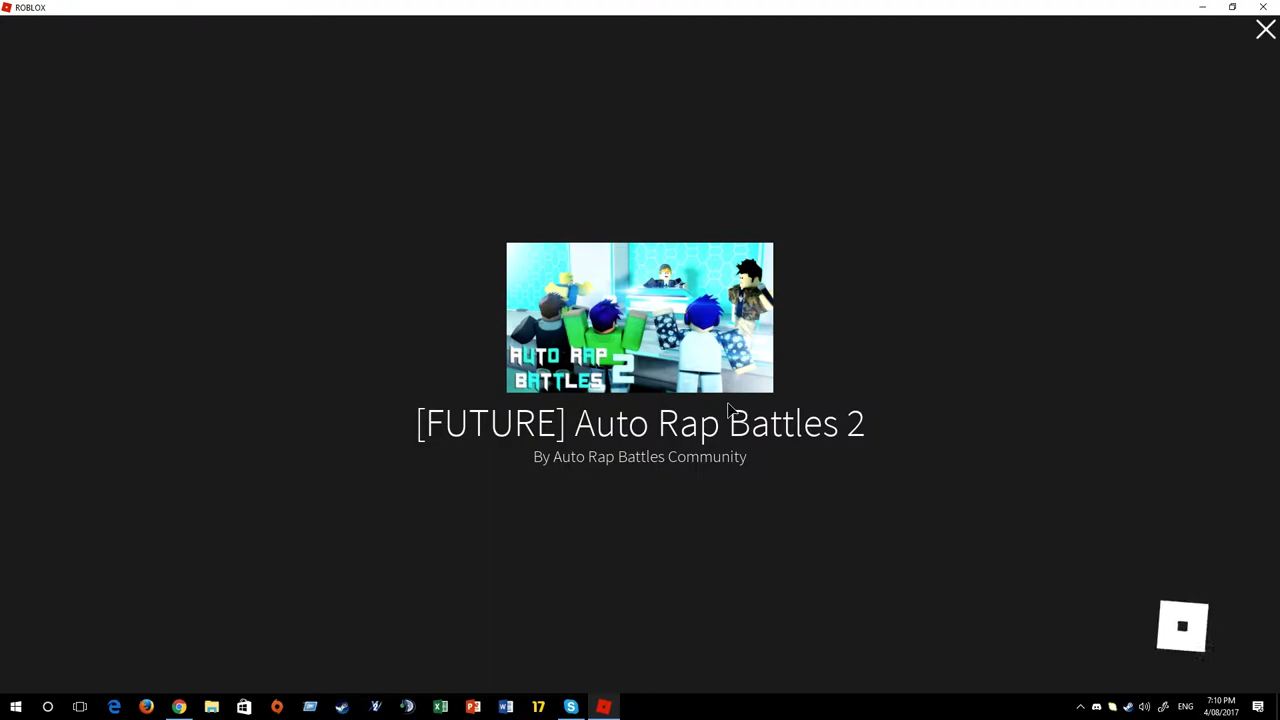 ROBLOX
AUTO RAP
BATTLES 2
[FUTURE] Auto Rap Battles 2
By Auto Rap Battles Community
17
ENG
7:10 PM
4/08/2017